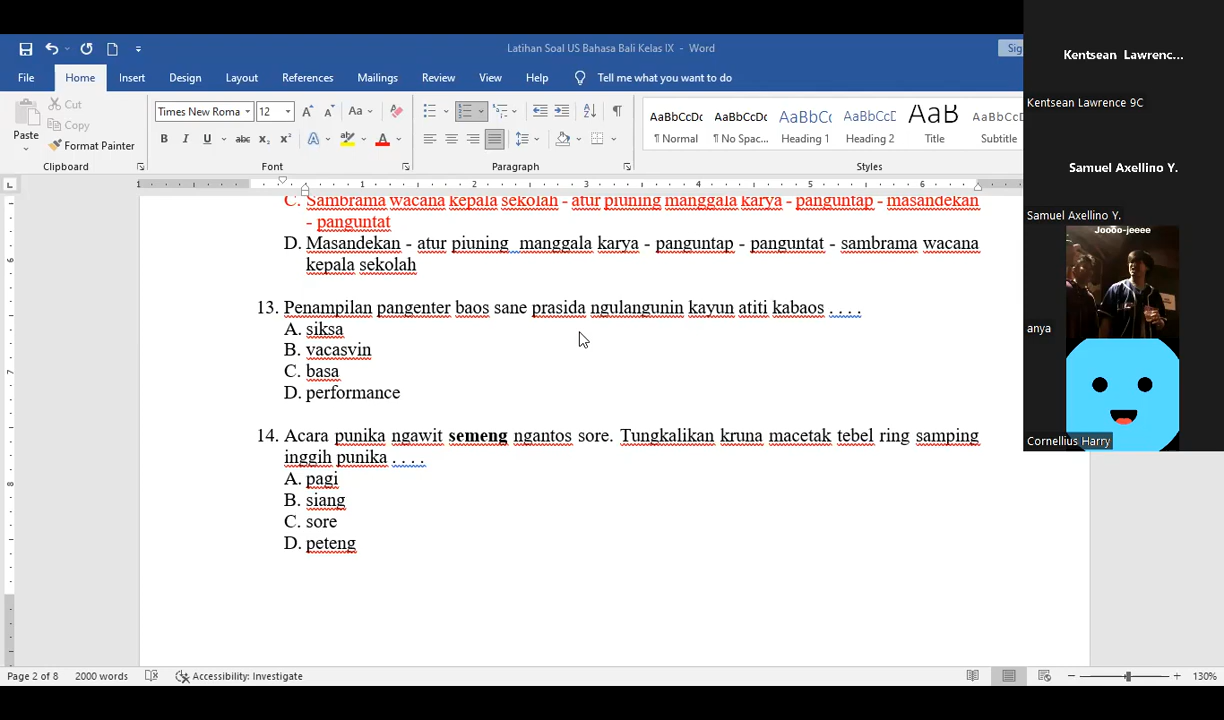 Latihan Soal US Bahasa Bali Kelas IX - Word
File Home Insert Design Layout References Mailings Review View Help Tell me what you want to do
Paste
Cut
Copy
Format Painter
Clipboard
Times New Roma 12
Font
Paragraph
AaBbCcDc AaBbCcDc AaBbC AaBbCcC AaB AaBbCcD
¶ Normal ¶ No Spac... Heading 1 Heading 2 Title Subtitle
Styles
C. Sambrama wacana kepala sekolah - atur piuning manggala karya - panguntap - masandekan
- panguntat
D. Masandekan - atur piuning manggala karya - panguntap - panguntat - sambrama wacana
kepala sekolah
13. Penampilan pangenter baos sane prasida ngulangunin kayun atiti kabaos . . . .
A. siksa
B. vacasvin
C. basa
D. performance
14. Acara punika ngawit semeng ngantos sore. Tungkalikan kruna macetak tebel ring samping
inggih punika . . . .
A. pagi
B. siang
C. sore
D. peteng
Page 2 of 8 2000 words Accessibility: Investigate 130%
Kentsean Lawrenc...
Kentsean Lawrence 9C
Samuel Axellino Y.
Samuel Axellino Y.
Joooo-jeeee
anya
Cornellius Harry